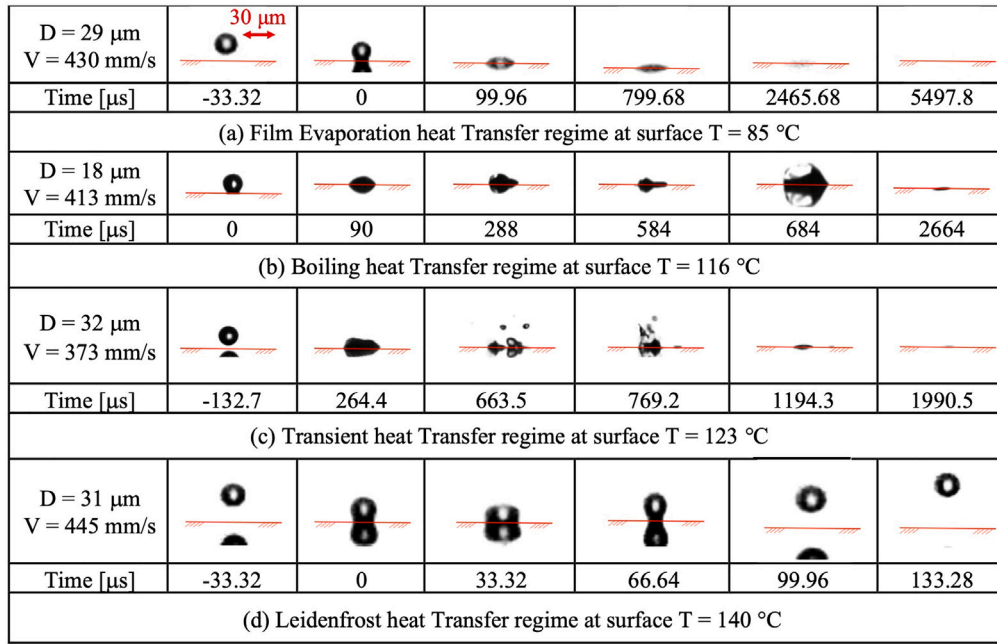 D = 29 μm
V = 430 mm/s
30 μm
Time [μs] -33.32 0 99.96 799.68 2465.68 5497.8
(a) Film Evaporation heat Transfer regime at surface T = 85 °C
D = 18 μm
V = 413 mm/s
Time [μs] 0 90 288 584 684 2664
(b) Boiling heat Transfer regime at surface T = 116 °C
D = 32 μm
V = 373 mm/s
Time [μs] -132.7 264.4 663.5 769.2 1194.3 1990.5
(c) Transient heat Transfer regime at surface T = 123 °C
D = 31 μm
V = 445 mm/s
-33.32 0 33.32 66.64 99.96 133.28
(d) Leidenfrost heat Transfer regime at surface T = 140 °C